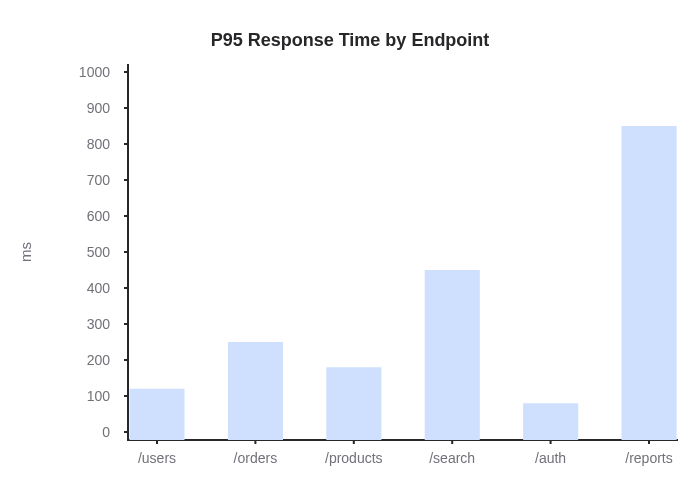 P95 Response Time by Endpoint
1000
900
800
700
600
500
400
300
200
100
0
ms
/users
/orders
/products
/search
/auth
/reports